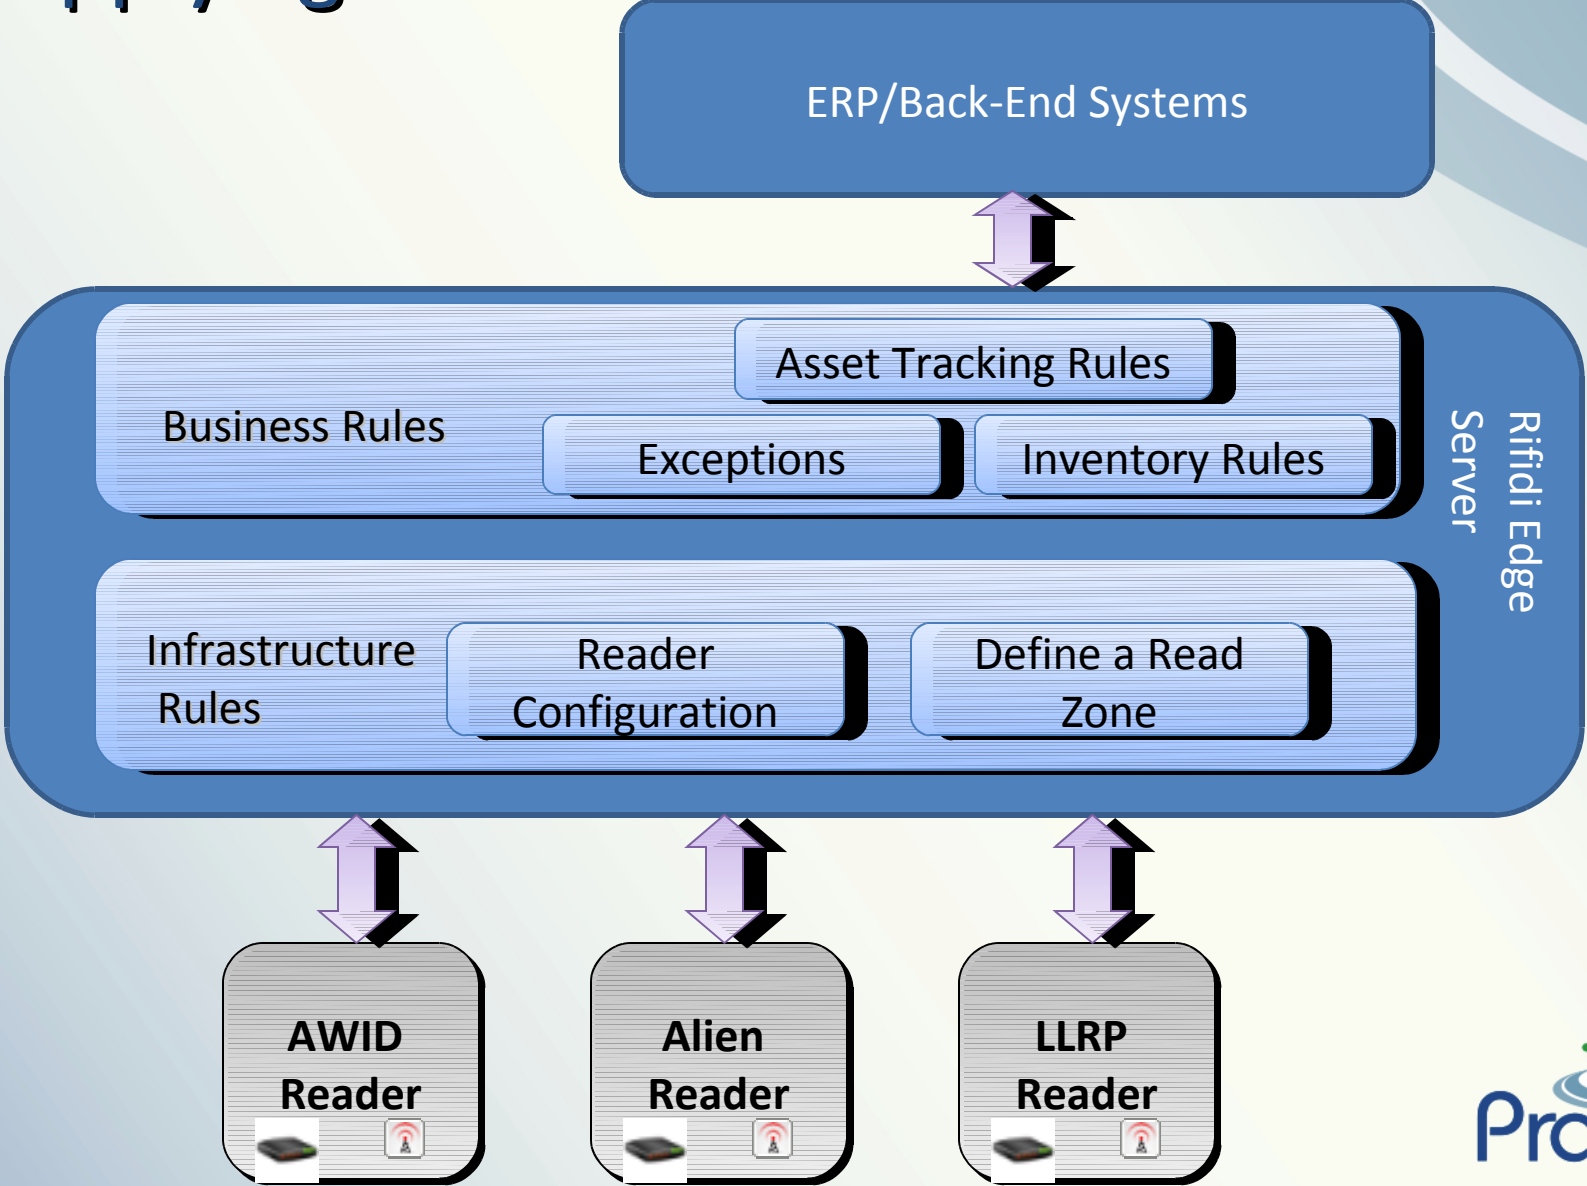 ERP/Back-End Systems
Asset Tracking Rules
Business Rules
Exceptions
Inventory Rules
Rifidi Edge
Server
Infrastructure
Rules
Reader
Configuration
Define a Read
Zone
AWID
Reader
Alien
Reader
LLRP
Reader